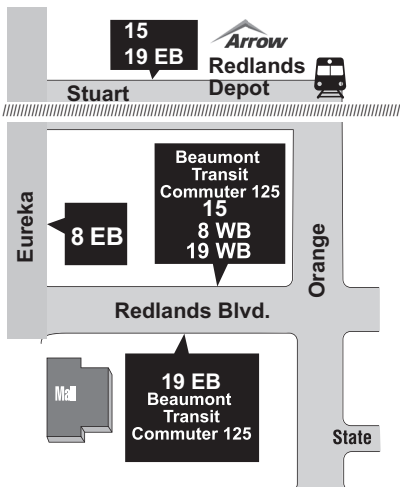 15
19 EB
Arrow
Redlands
Depot
Stuart
Beaumont
Transit
Commuter 125
15
8 WB
19 WB
Eureka
8 EB
Orange
Redlands Blvd.
Mall
19 EB
Beaumont
Transit
Commuter 125
State